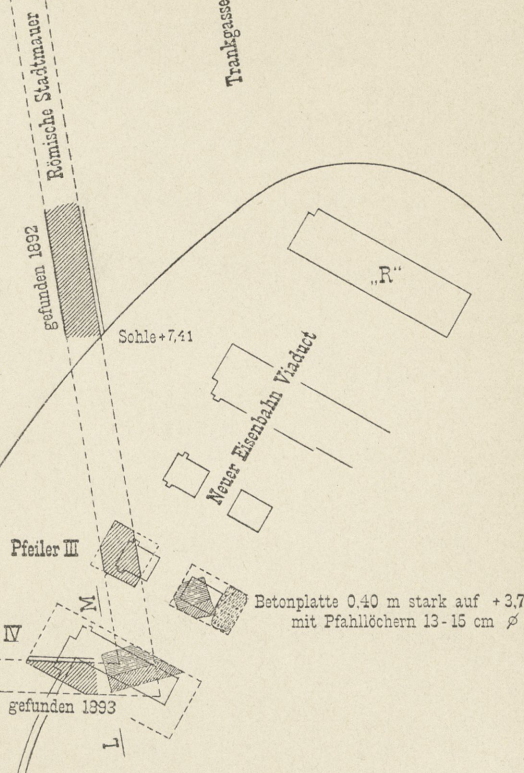 Trankgasse
Römische Stadtmauer
gefunden 1892
Sohle +7,41
„R“
Neuer Eisenbahn Viaduct
Pfeiler III
M
IV
Betonplatte 0,40 m stark auf +3,7
mit Pfahllöchern 13-15 cm ø
gefunden 1893
L